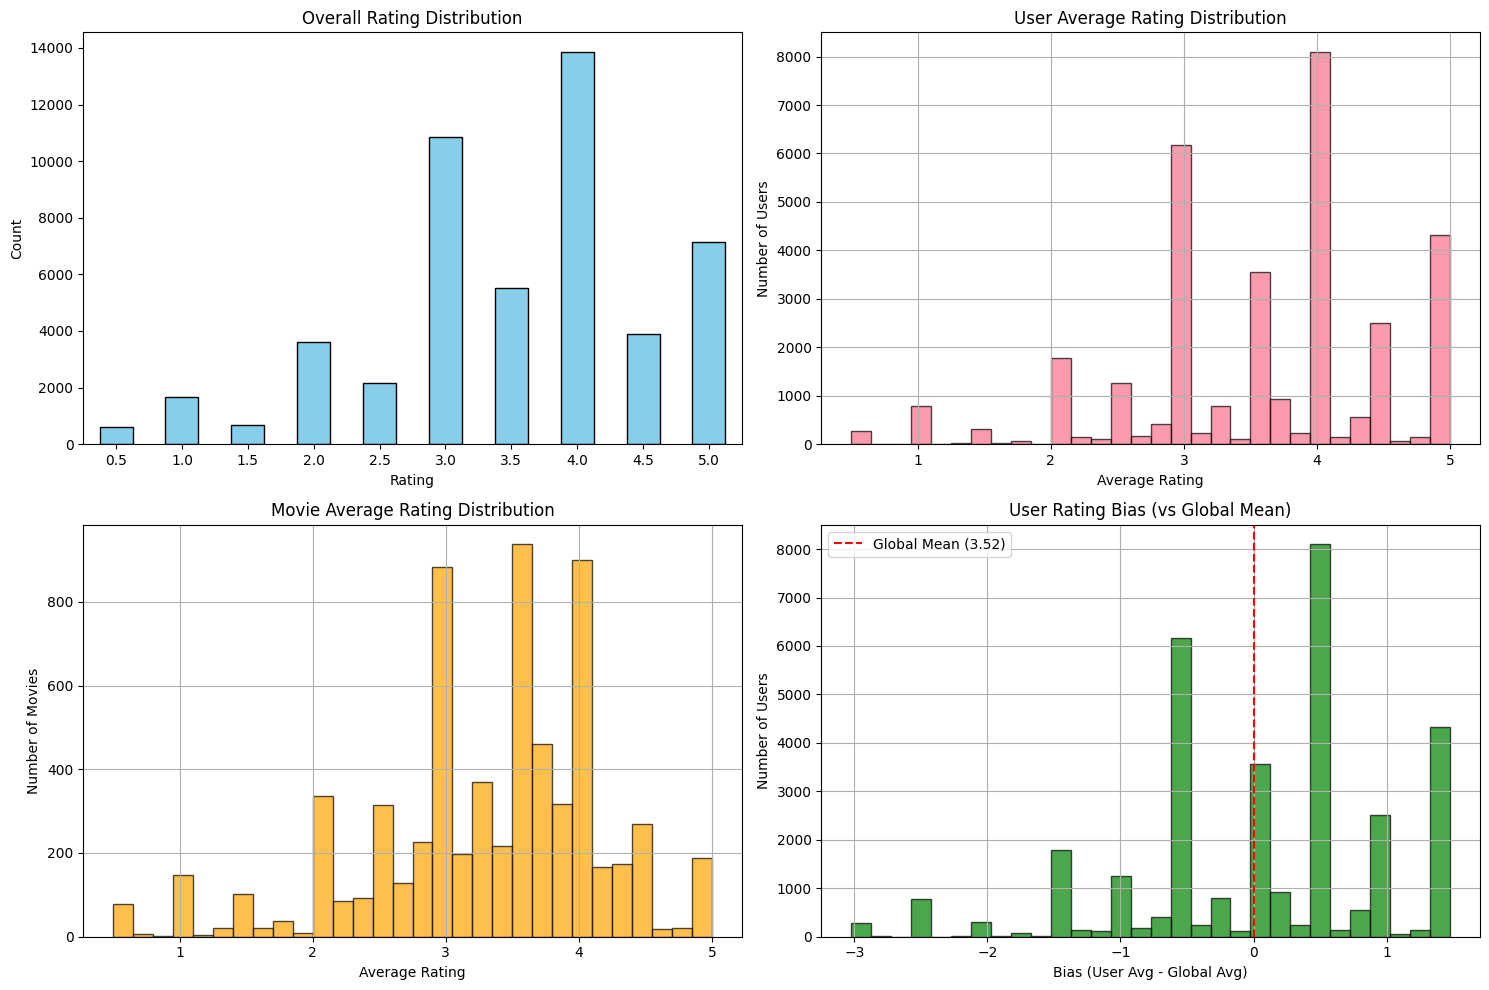 Overall Rating Distribution
14000
12000
10000
8000
6000
4000
2000
0
Count
0.5 1.0 1.5 2.0 2.5 3.0 3.5 4.0 4.5 5.0
Rating
User Average Rating Distribution
8000
7000
6000
5000
4000
3000
2000
1000
0
Number of Users
1 2 3 4 5
Average Rating
Movie Average Rating Distribution
800
600
400
200
0
Number of Movies
1 2 3 4 5
Average Rating
User Rating Bias (vs Global Mean)
Global Mean (3.52)
8000
7000
6000
5000
4000
3000
2000
1000
0
Number of Users
−3 −2 −1 0 1
Bias (User Avg - Global Avg)